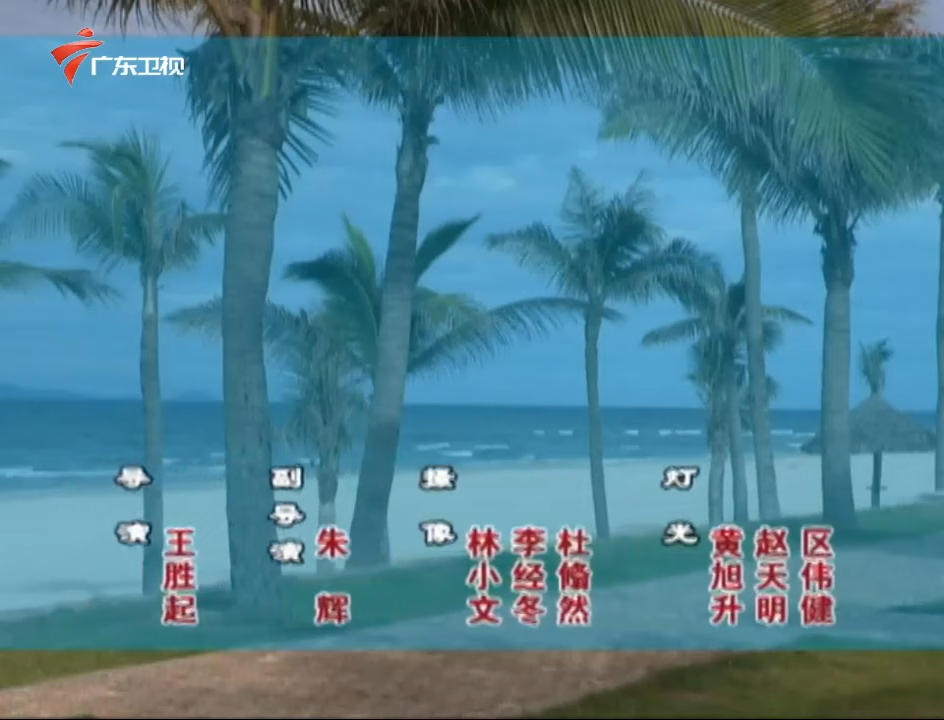 广东卫视
导演
王胜起
副导演
朱辉
摄像
林小文
李经冬
杜脩然
灯光
黄旭升
赵天明
区伟健